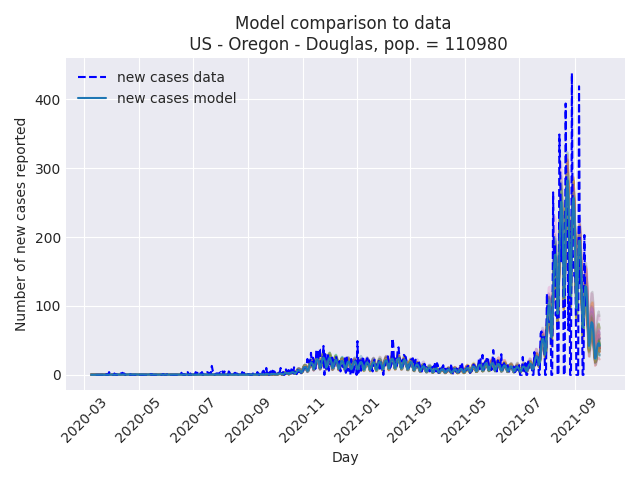 Model comparison to data
US - Oregon - Douglas, pop. = 110980
new cases data
new cases model
Number of new cases reported
400
300
200
100
0
2020-03
2020-05
2020-07
2020-09
2020-11
2021-01
2021-03
2021-05
2021-07
2021-09
Day